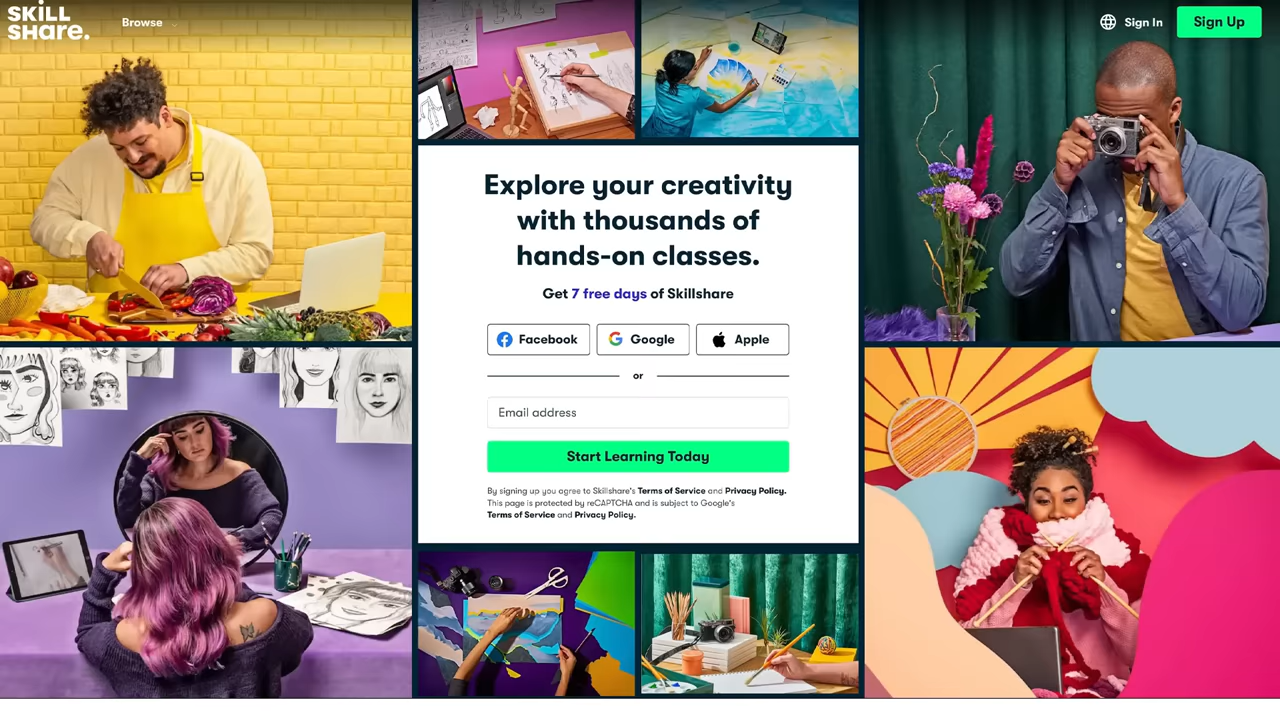 SKILL
SHARE.
Browse
Sign In
Sign Up
Explore your creativity
with thousands of
hands-on classes.
Get 7 free days of Skillshare
Facebook
Google
Apple
or
Email address
Start Learning Today
By signing up you agree to Skillshare's Terms of Service and Privacy Policy.
This page is protected by reCAPTCHA and is subject to Google's
Terms of Service and Privacy Policy.